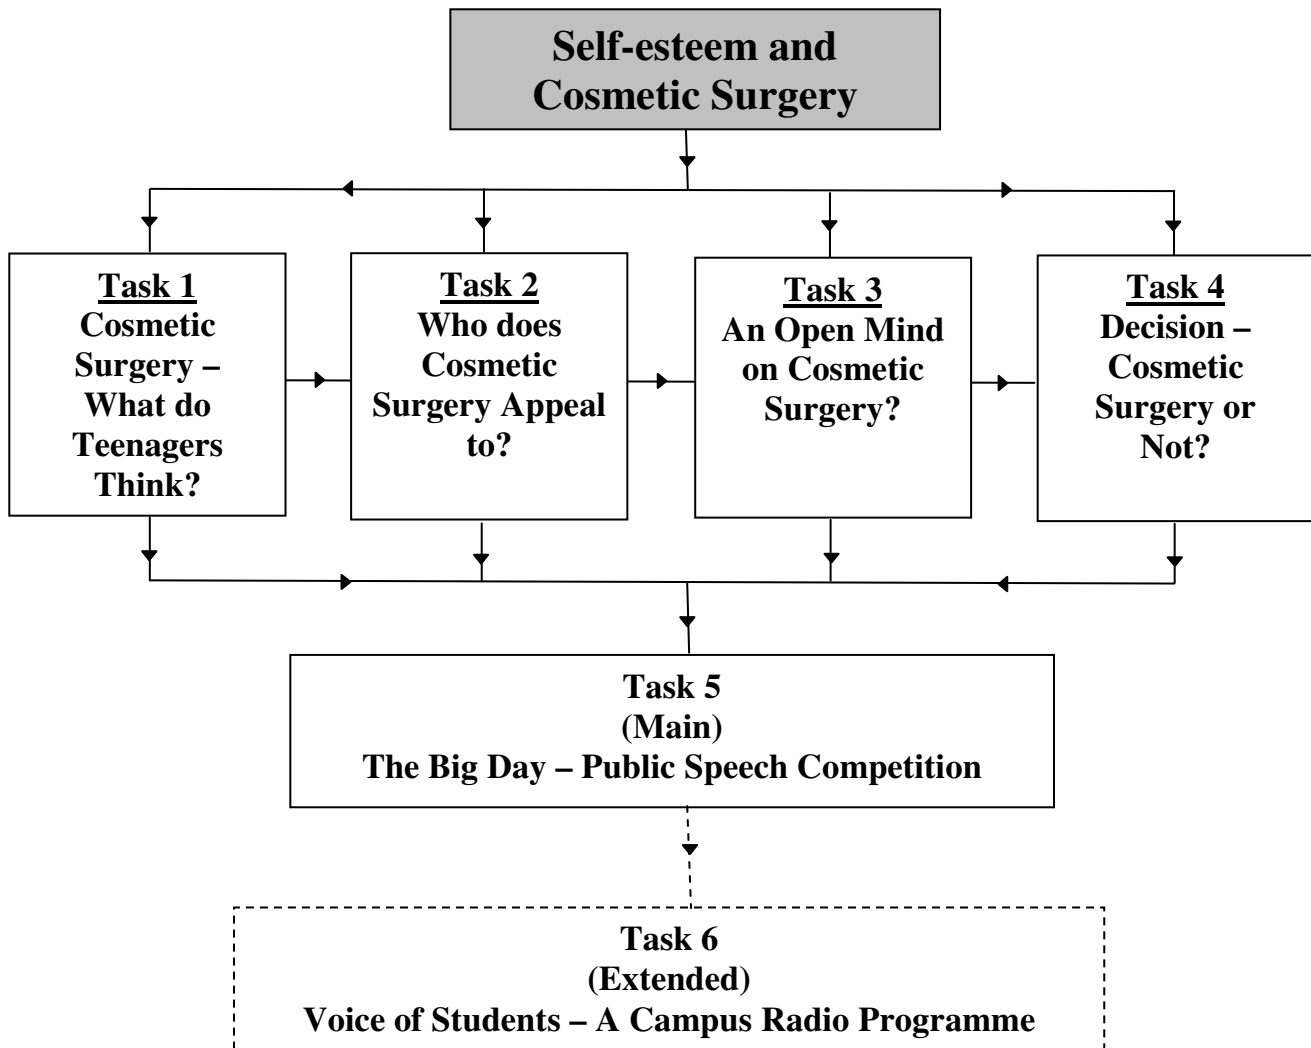 Self-esteem and
Cosmetic Surgery
Task 1
Cosmetic
Surgery –
What do
Teenagers
Think?
Task 2
Who does
Cosmetic
Surgery Appeal
to?
Task 3
An Open Mind
on Cosmetic
Surgery?
Task 4
Decision –
Cosmetic
Surgery or
Not?
Task 5
(Main)
The Big Day – Public Speech Competition
Task 6
(Extended)
Voice of Students – A Campus Radio Programme